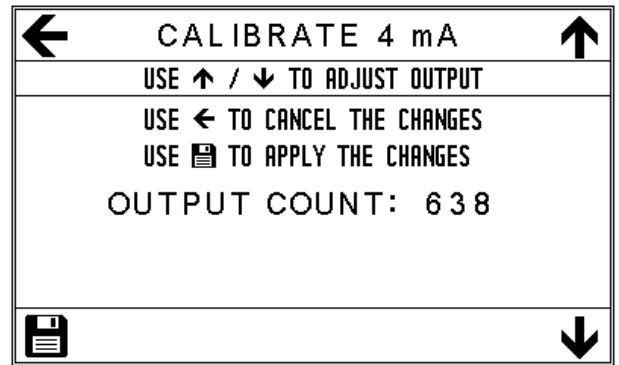 CALIBRATE 4 mA
USE ↑ / ↓ TO ADJUST OUTPUT
USE ← TO CANCEL THE CHANGES
USE 💾 TO APPLY THE CHANGES
OUTPUT COUNT: 638